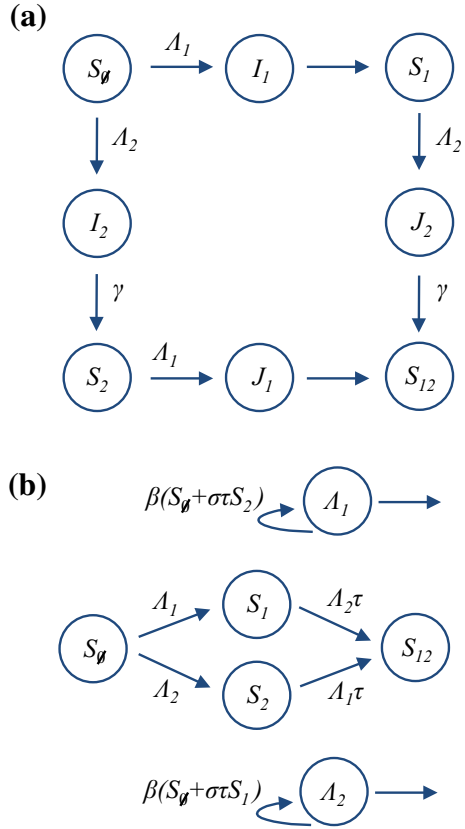 (a)
S∅ Λ1 I1 S1
Λ2 Λ2
I2 J2
γ γ
S2 Λ1 J1 S12
(b)
β(S∅+στS2) Λ1
Λ1 S1 Λ2τ
S∅ S12
Λ2 S2 Λ1τ
β(S∅+στS1) Λ2